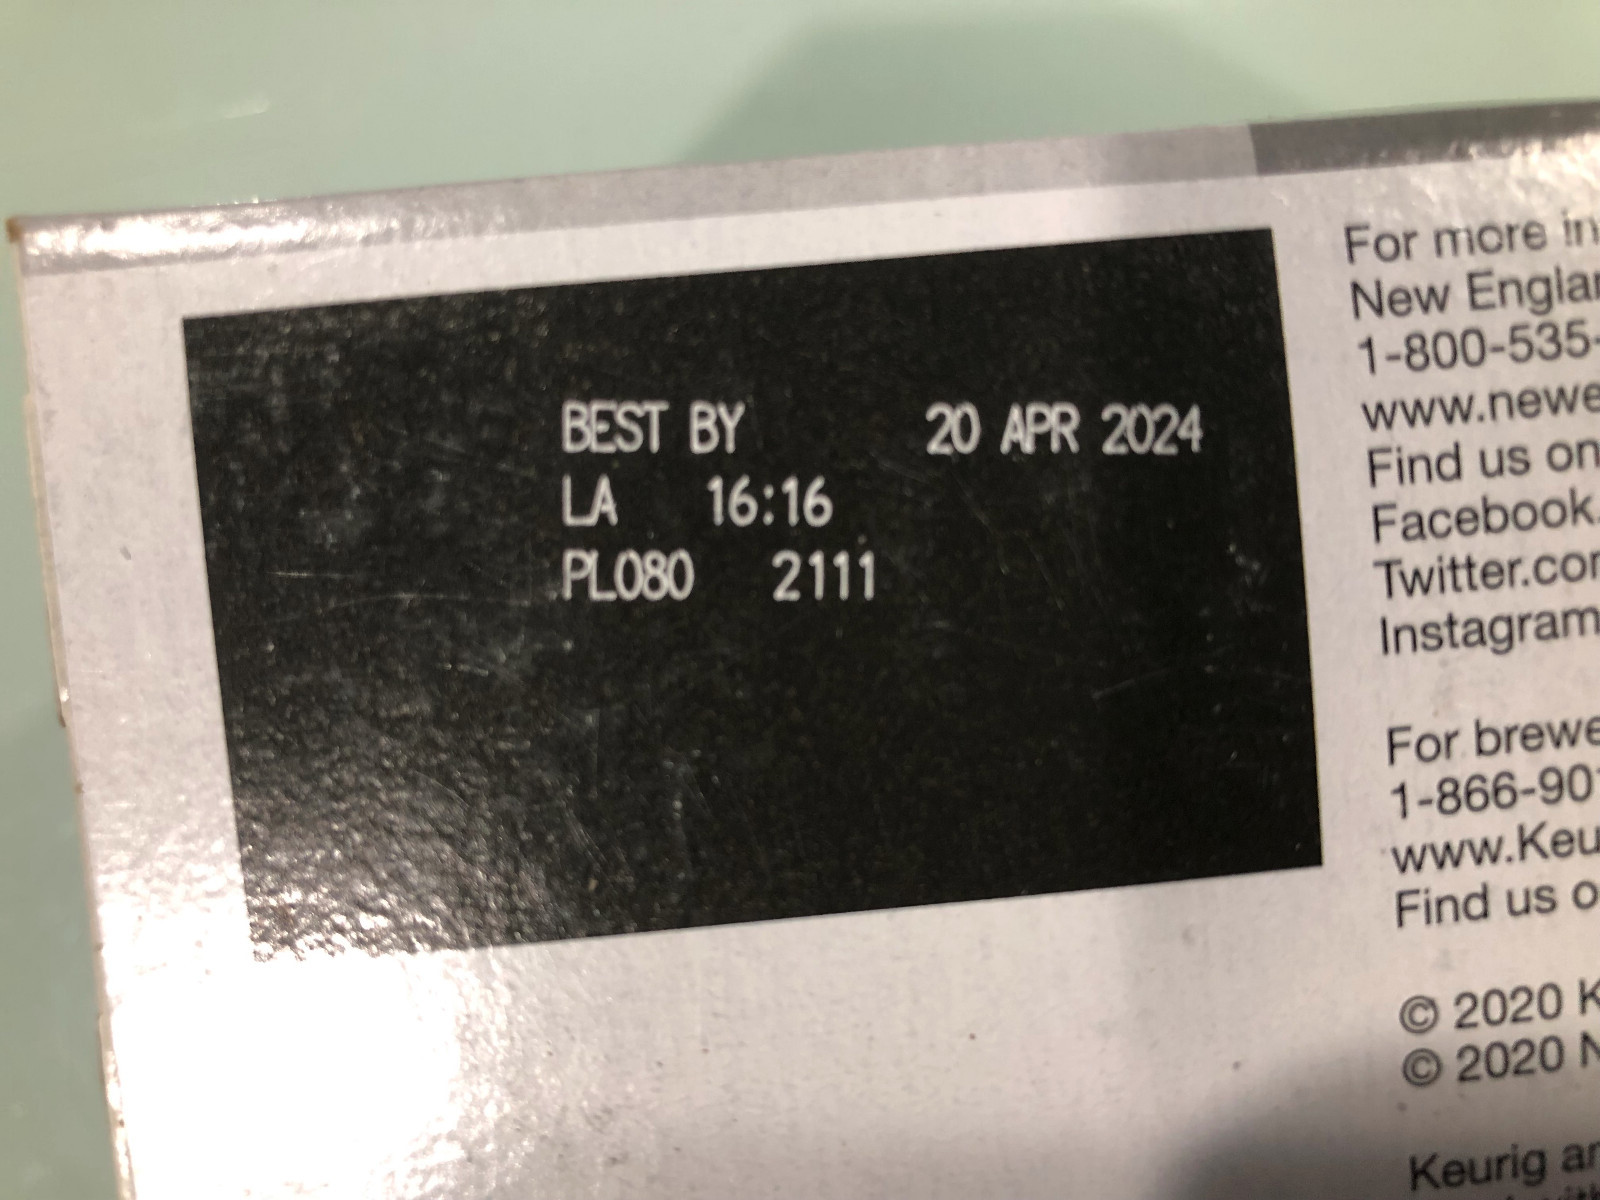 BEST BY 20 APR 2024
LA 16:16
PL080 2111
For more in
New Englan
1-800-535-
www.newe
Find us on
Facebook.
Twitter.com
Instagram
For brewe
1-866-901
www.Keu
Find us o
© 2020 K
© 2020 N
Keurig an